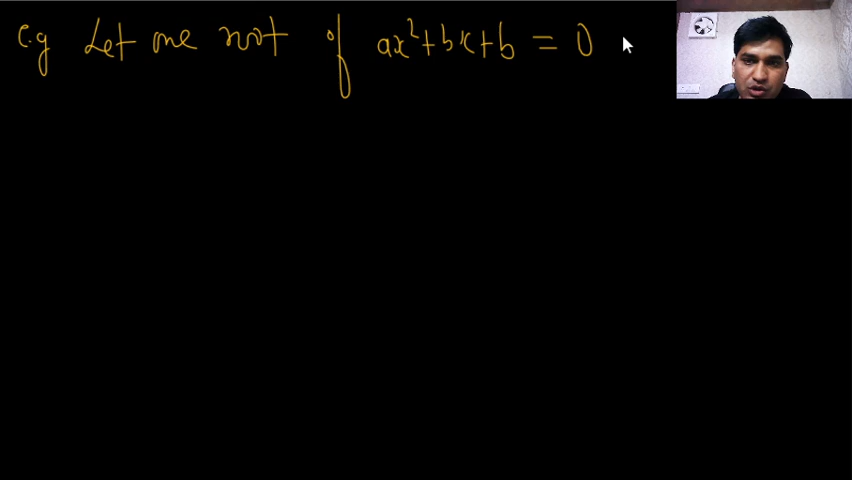 e.g Let one root of ax²+bx+b = 0